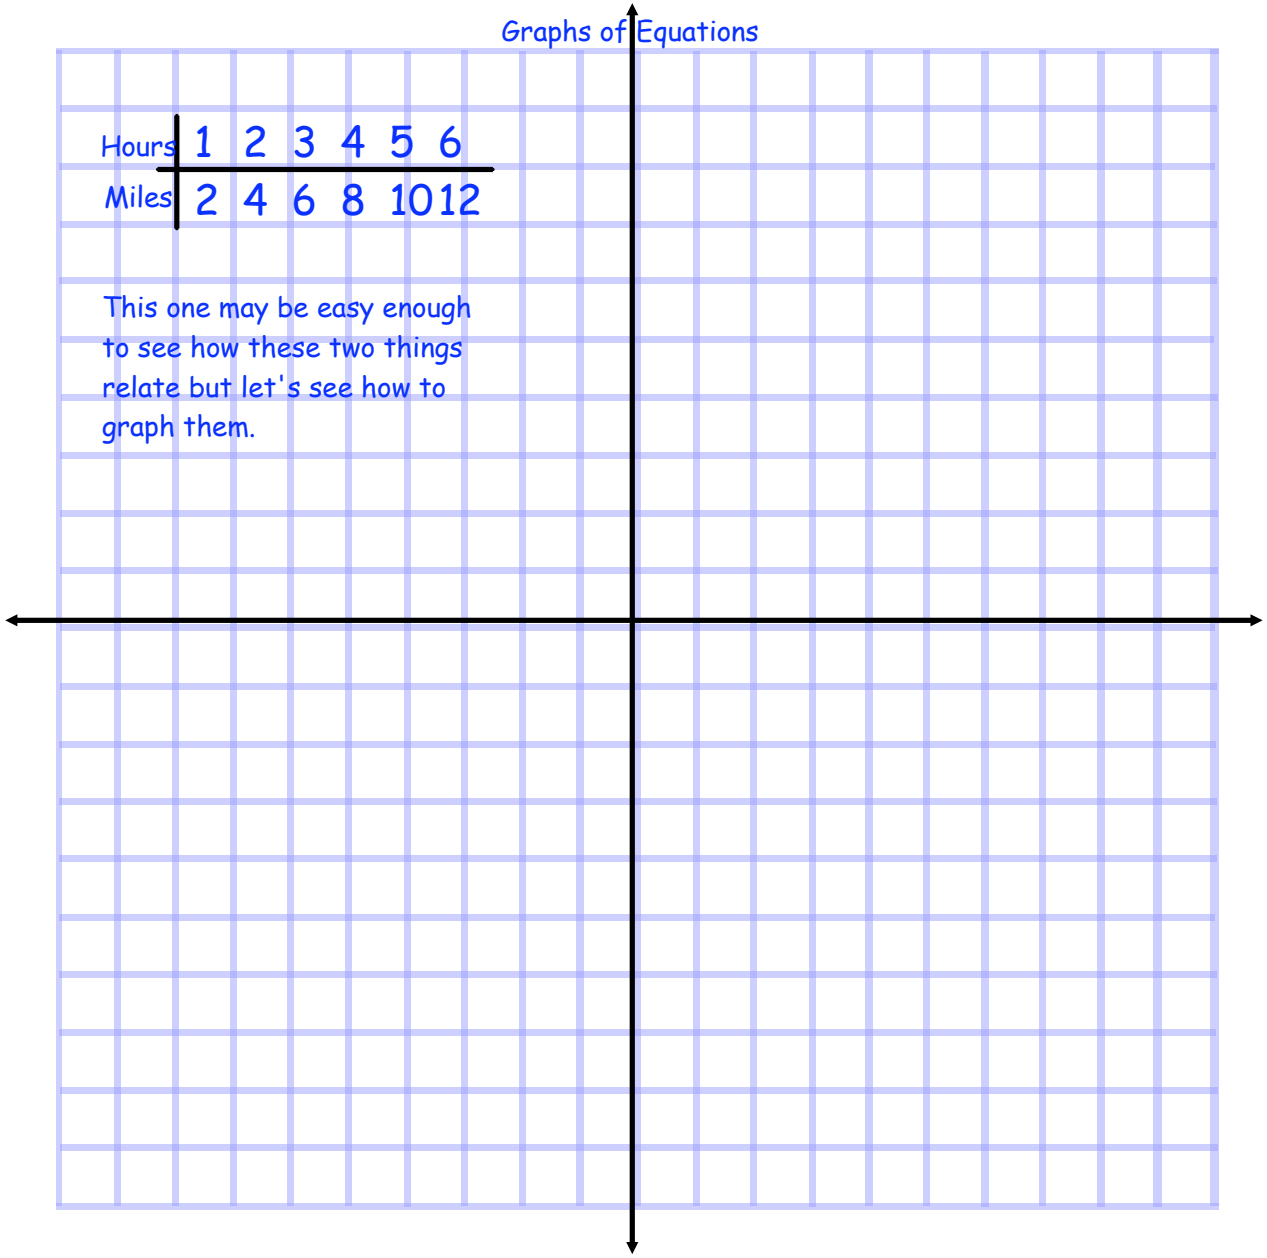 Graphs of Equations
Hours 1 2 3 4 5 6
Miles 2 4 6 8 10 12
This one may be easy enough
to see how these two things
relate but let's see how to
graph them.